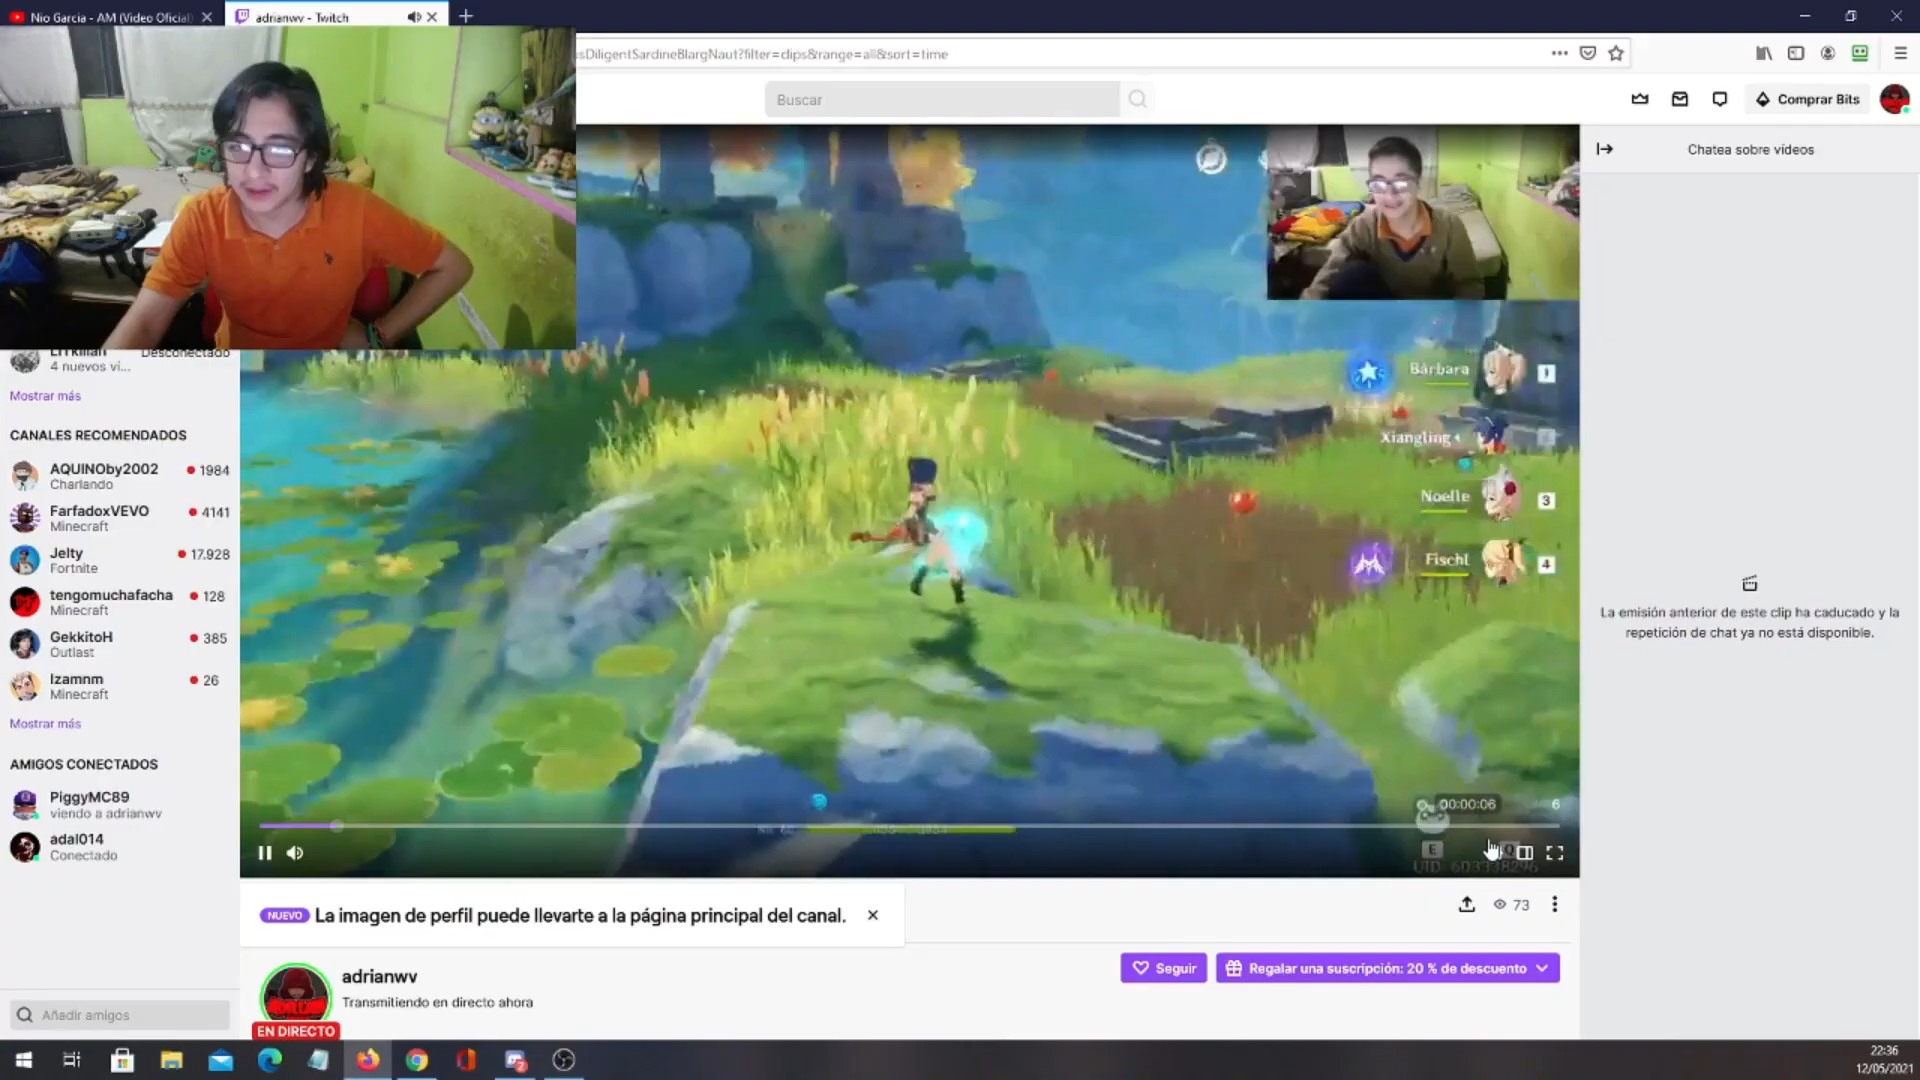 Nio Garcia - AM (Video Oficial)
adrianwv - Twitch
sDiligentSardineBlargNaut?filter=clips&range=all&sort=time
Buscar
Comprar Bits
Chatea sobre vídeos
Desconectado
4 nuevos ví...
Mostrar más
CANALES RECOMENDADOS
AQUINOby2002
1984
Charlando
FarfadoxVEVO
4141
Minecraft
Jelty
17.928
Fortnite
tengomuchafacha
128
Minecraft
GekkitoH
385
Outlast
Izamnm
26
Minecraft
Mostrar más
AMIGOS CONECTADOS
PiggyMC89
viendo a adrianwv
adal014
Conectado
Añadir amigos
Bárbara
Xiangling
Noelle
3
Fischl
4
00:00:06
6
E
Q
La emisión anterior de este clip ha caducado y la
repetición de chat ya no está disponible.
NUEVO La imagen de perfil puede llevarte a la página principal del canal.
73
adrianwv
Transmitiendo en directo ahora
EN DIRECTO
Seguir
Regalar una suscripción: 20 % de descuento
22:36
12/05/2021